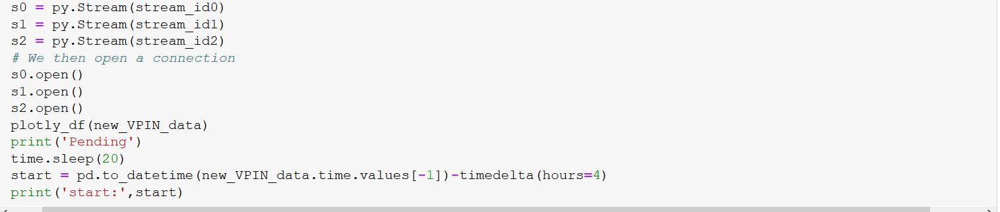 s0 = py.Stream(stream_id0)
s1 = py.Stream(stream_id1)
s2 = py.Stream(stream_id2)
# We then open a connection
s0.open()
s1.open()
s2.open()
plotly_df(new_VPIN_data)
print('Pending')
time.sleep(20)
start = pd.to_datetime(new_VPIN_data.time.values[-1])-timedelta(hours=4)
print('start:',start)